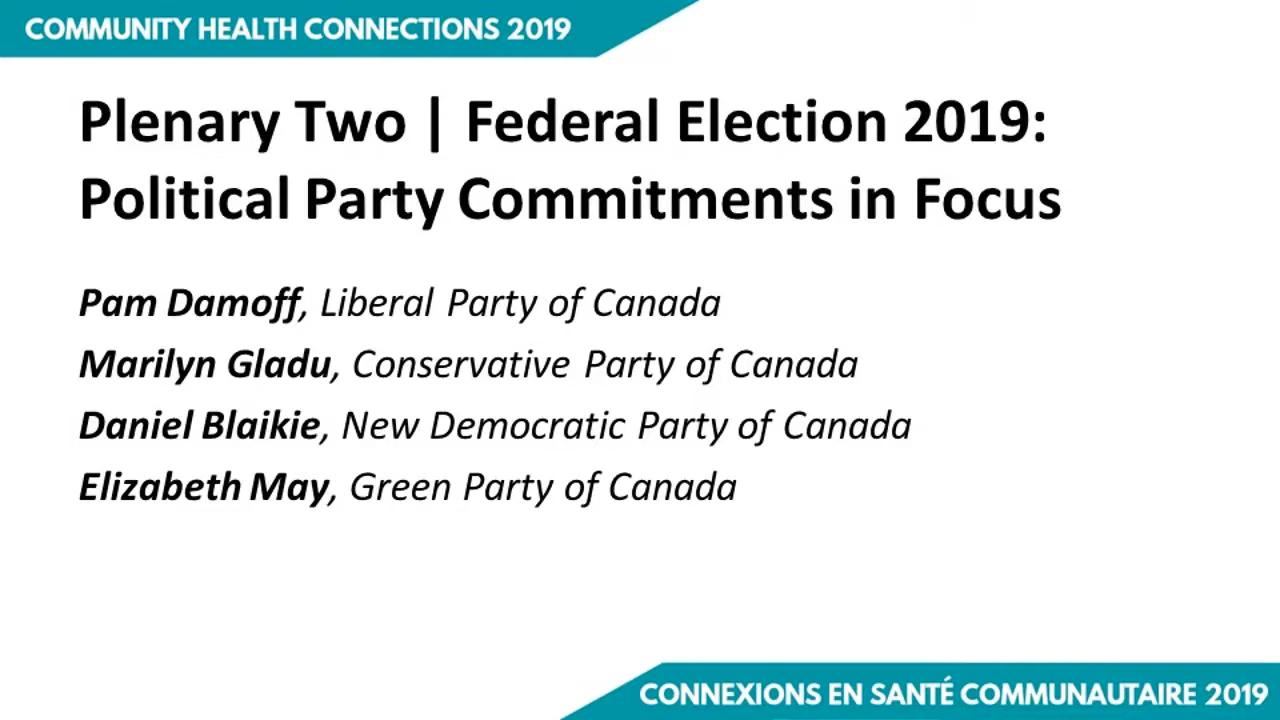 COMMUNITY HEALTH CONNECTIONS 2019
Plenary Two | Federal Election 2019:
Political Party Commitments in Focus
Pam Damoff, Liberal Party of Canada
Marilyn Gladu, Conservative Party of Canada
Daniel Blaikie, New Democratic Party of Canada
Elizabeth May, Green Party of Canada
CONNEXIONS EN SANTÉ COMMUNAUTAIRE 2019